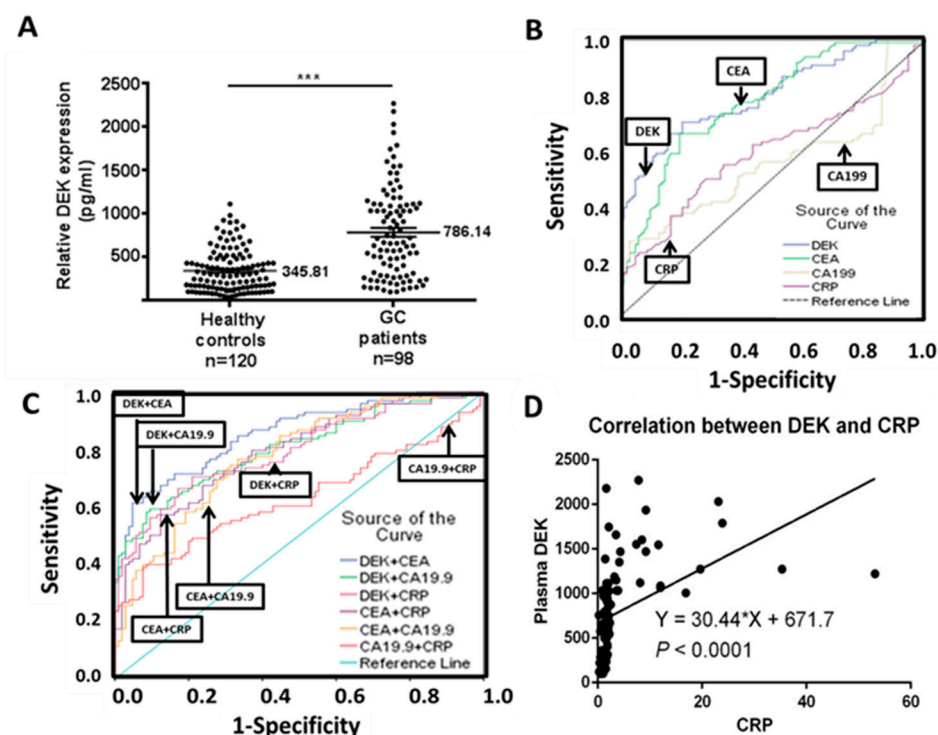 A
Relative DEK expression
(pg/ml)
2500
2000
1500
1000
500
0
***
345.81
786.14
Healthy
controls
n=120
GC
patients
n=98
B
Sensitivity
1.0
0.8
0.6
0.4
0.2
0.0
DEK
CEA
CA199
CRP
Source of the
Curve
DEK
CEA
CA199
CRP
Reference Line
0.0 0.2 0.4 0.6 0.8 1.0
1-Specificity
C
Sensitivity
1.0
0.8
0.6
0.4
0.2
0.0
DEK+CEA
DEK+CA19.9
DEK+CRP
CA19.9+CRP
CEA+CA19.9
CEA+CRP
Source of the
Curve
DEK+CEA
DEK+CA19.9
DEK+CRP
CEA+CRP
CEA+CA19.9
CA19.9+CRP
Reference Line
0.0 0.2 0.4 0.6 0.8 1.0
1-Specificity
D
Correlation between DEK and CRP
Plasma DEK
2500
2000
1500
1000
500
0
Y = 30.44*X + 671.7
P < 0.0001
0 20 40 60
CRP